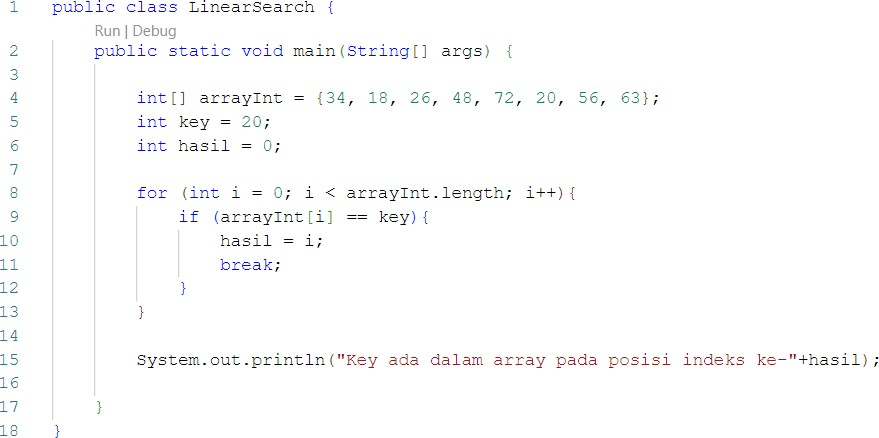 1 public class LinearSearch {
Run | Debug
2 public static void main(String[] args) {
3
4 int[] arrayInt = {34, 18, 26, 48, 72, 20, 56, 63};
5 int key = 20;
6 int hasil = 0;
7
8 for (int i = 0; i < arrayInt.length; i++){
9 if (arrayInt[i] == key){
10 hasil = i;
11 break;
12 }
13 }
14
15 System.out.println("Key ada dalam array pada posisi indeks ke-"+hasil);
16
17 }
18 }